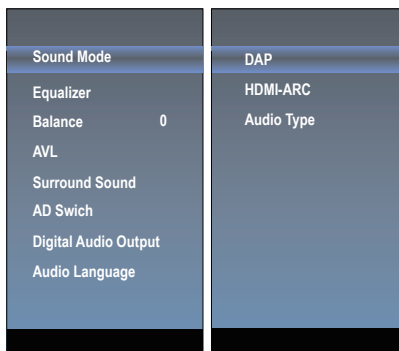 Sound Mode
Equalizer
Balance 0
AVL
Surround Sound
AD Swich
Digital Audio Output
Audio Language
DAP
HDMI-ARC
Audio Type